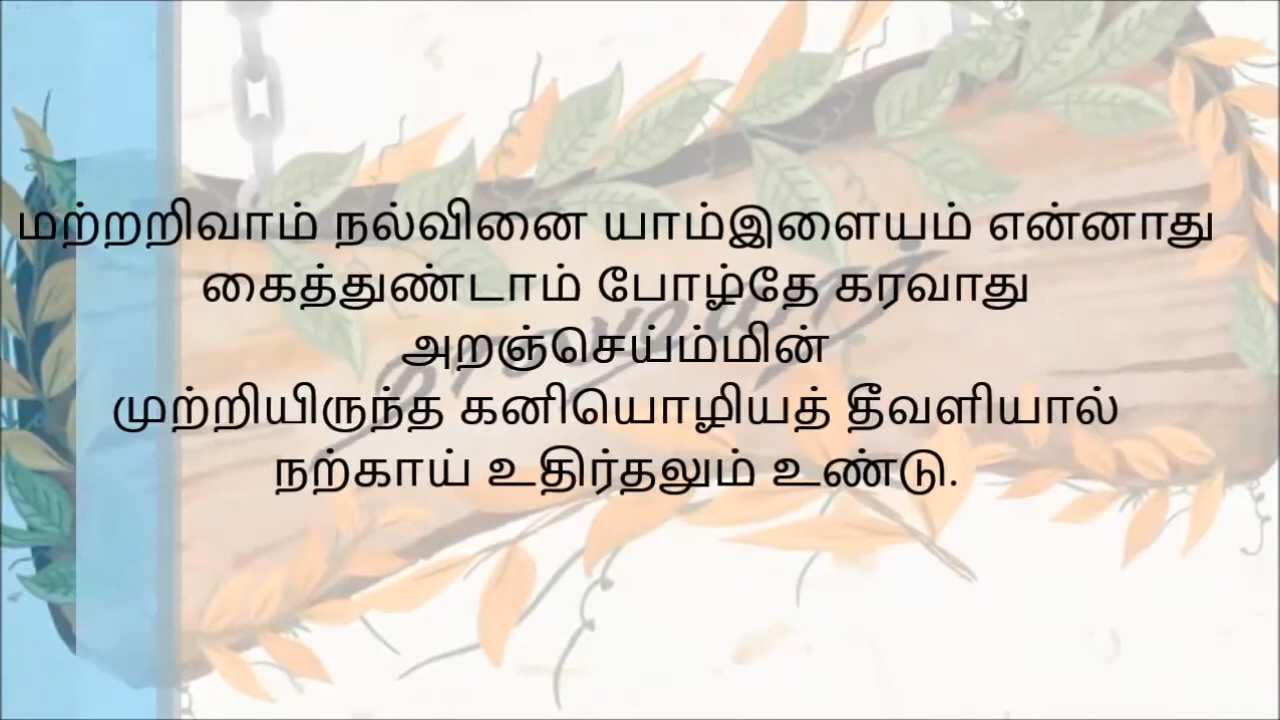 மற்றறிவாம் நல்வினை யாம்இளையம் என்னாது
கைத்துண்டாம் போழ்தே கரவாது
அறஞ்செய்ம்மின்
முற்றியிருந்த கனியொழியத் தீவளியால்
நற்காய் உதிர்தலும் உண்டு.